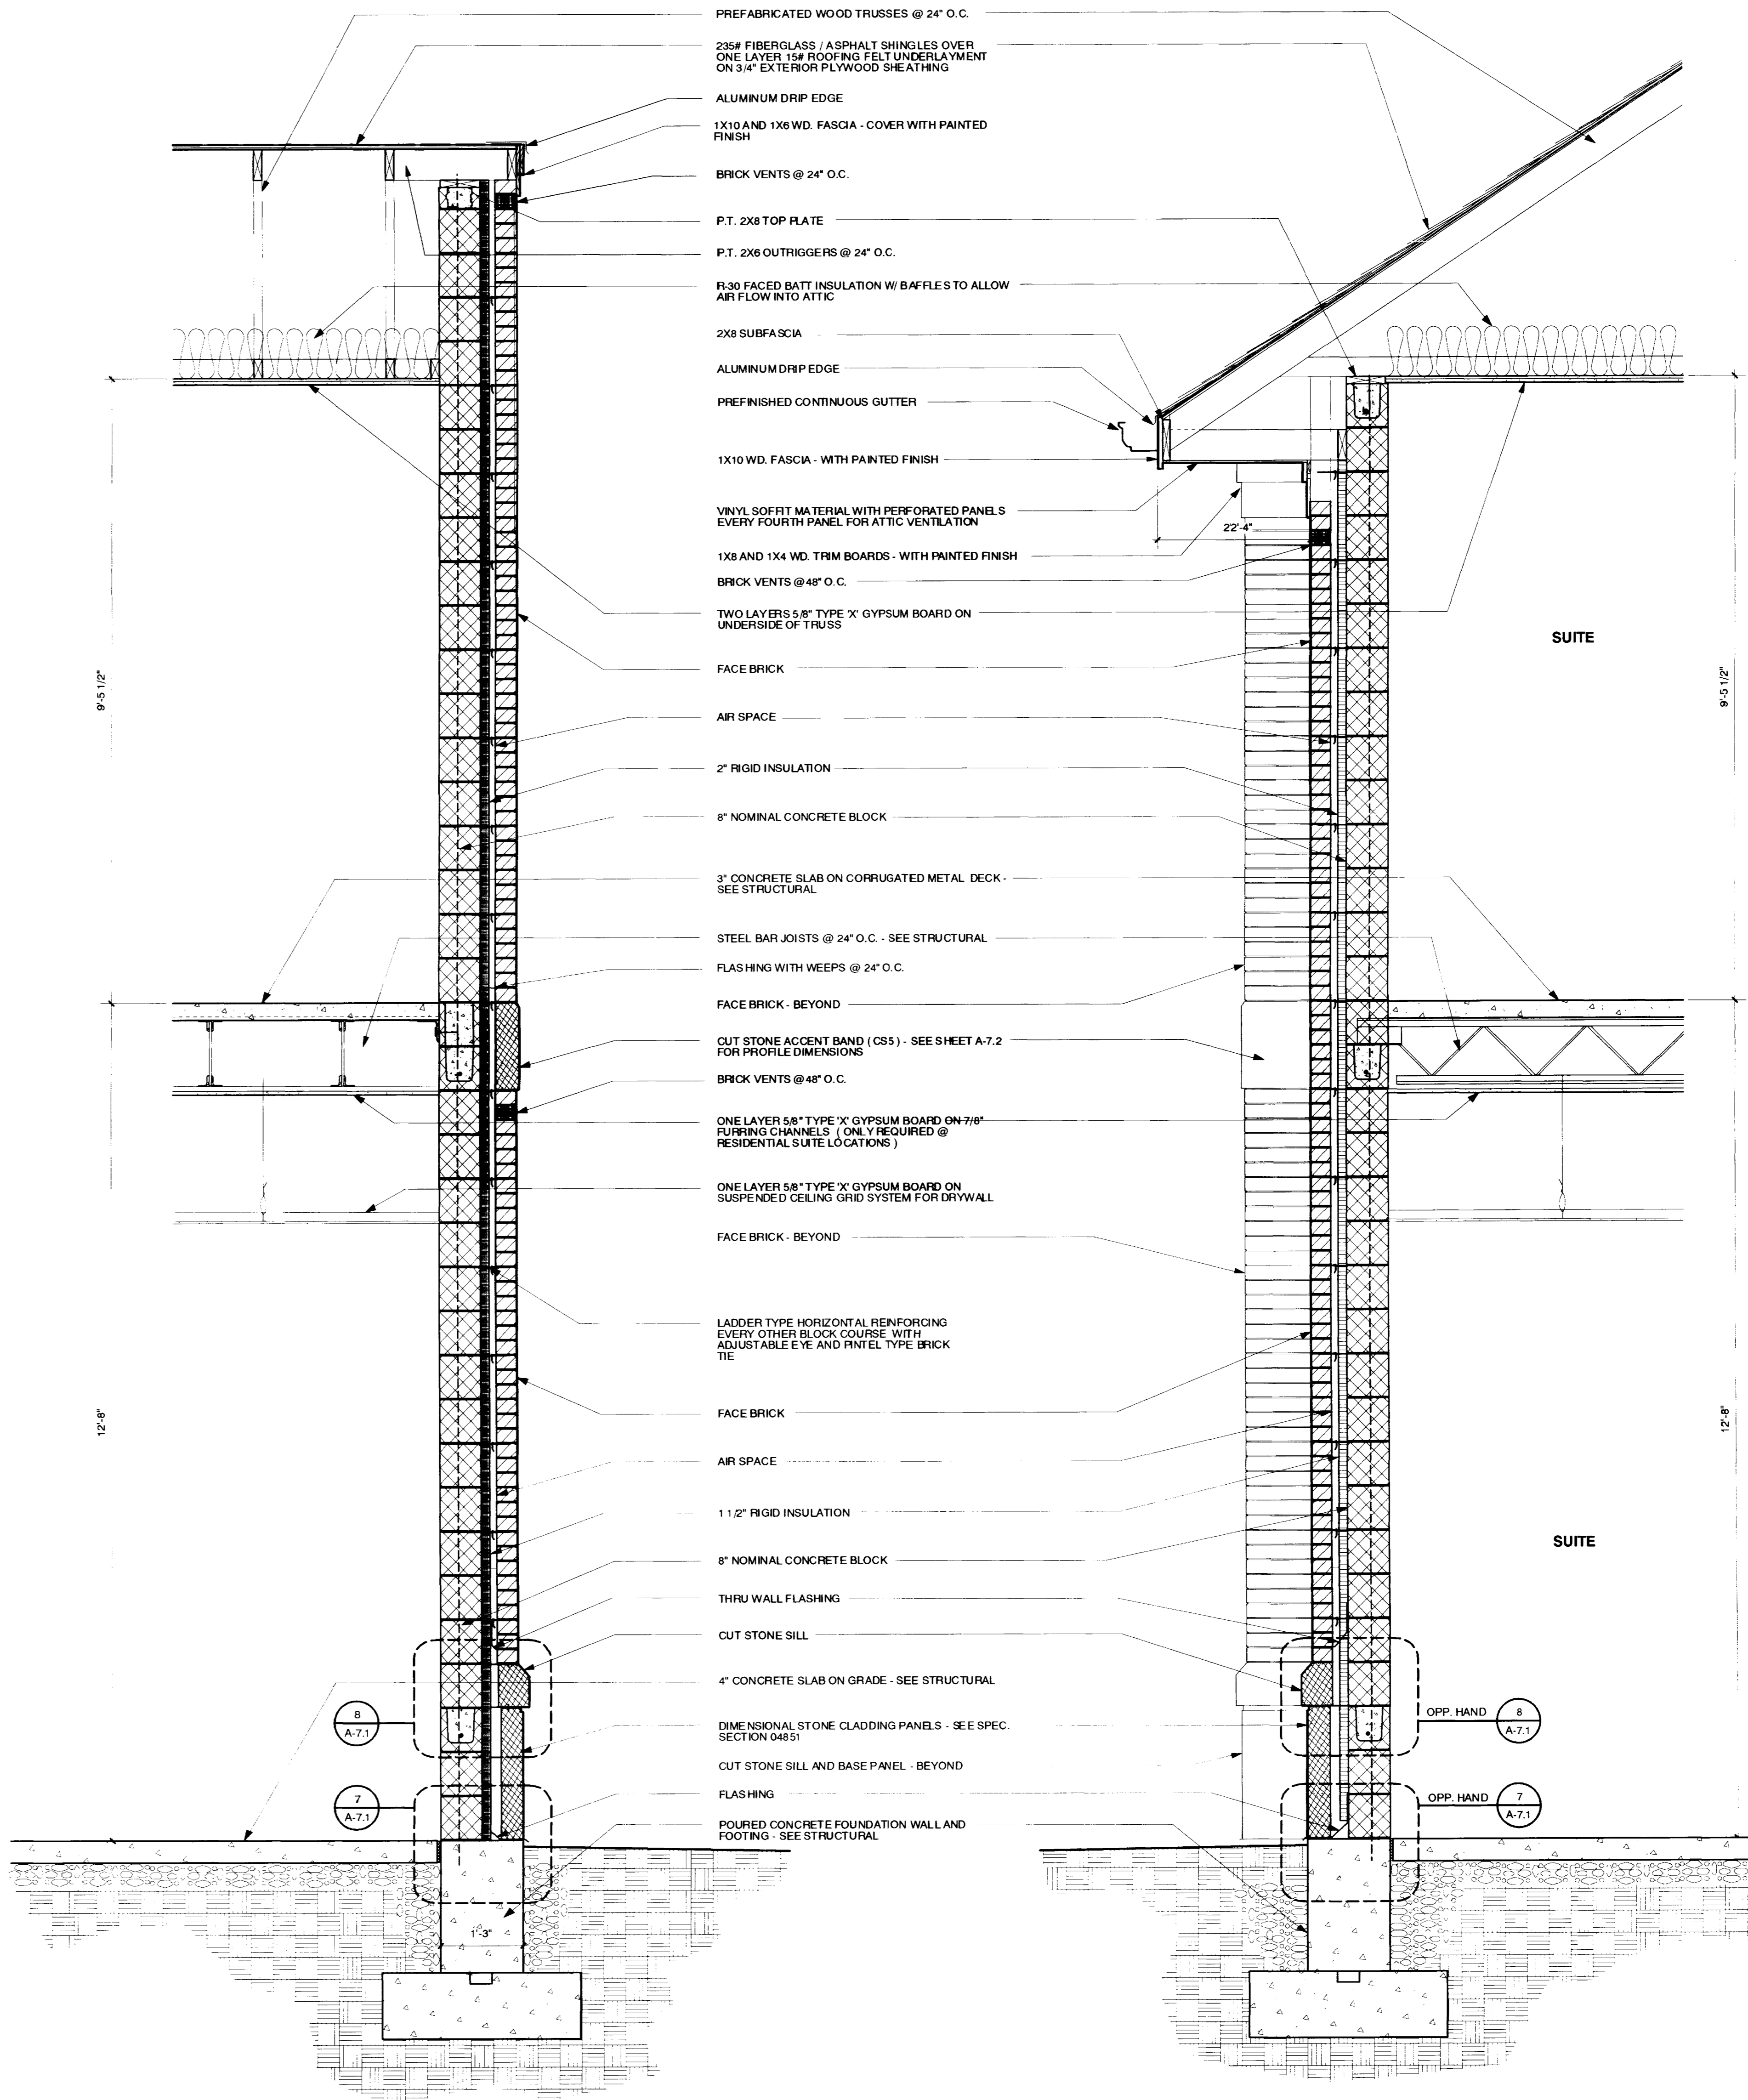 PREFABRICATED WOOD TRUSSES @ 24" O.C.
235# FIBERGLASS / ASPHALT SHINGLES OVER
ONE LAYER 15# ROOFING FELT UNDERLAYMENT
ON 3/4" EXTERIOR PLYWOOD SHEATHING
ALUMINUM DRIP EDGE
1X10 AND 1X6 WD. FASCIA - COVER WITH PAINTED
FINISH
BRICK VENTS @ 24" O.C.
P.T. 2X8 TOP PLATE
P.T. 2X6 OUTRIGGERS @ 24" O.C.
R-30 FACED BATT INSULATION W/ BAFFLES TO ALLOW
AIR FLOW INTO ATTIC
2X8 SUBFASCIA
ALUMINUM DRIP EDGE
PREFINISHED CONTINUOUS GUTTER
1X10 WD. FASCIA - WITH PAINTED FINISH
VINYL SOFFIT MATERIAL WITH PERFORATED PANELS
EVERY FOURTH PANEL FOR ATTIC VENTILATION
22'-4"
1X8 AND 1X4 WD. TRIM BOARDS - WITH PAINTED FINISH
BRICK VENTS @ 48" O.C.
TWO LAYERS 5/8" TYPE 'X' GYPSUM BOARD ON
UNDERSIDE OF TRUSS
SUITE
FACE BRICK
9'-5 1/2"
9'-5 1/2"
AIR SPACE
2" RIGID INSULATION
8" NOMINAL CONCRETE BLOCK
3" CONCRETE SLAB ON CORRUGATED METAL DECK -
SEE STRUCTURAL
STEEL BAR JOISTS @ 24" O.C. - SEE STRUCTURAL
FLASHING WITH WEEPS @ 24" O.C.
FACE BRICK - BEYOND
CUT STONE ACCENT BAND ( CS5 ) - SEE SHEET A-7.2
FOR PROFILE DIMENSIONS
BRICK VENTS @ 48" O.C.
ONE LAYER 5/8" TYPE 'X' GYPSUM BOARD ON 7/8"
FURRING CHANNELS ( ONLY REQUIRED @
RESIDENTIAL SUITE LOCATIONS )
ONE LAYER 5/8" TYPE 'X' GYPSUM BOARD ON
SUSPENDED CEILING GRID SYSTEM FOR DRYWALL
FACE BRICK - BEYOND
LADDER TYPE HORIZONTAL REINFORCING
EVERY OTHER BLOCK COURSE WITH
ADJUSTABLE EYE AND PINTEL TYPE BRICK
TIE
FACE BRICK
12'-8"
12'-8"
AIR SPACE
1 1/2" RIGID INSULATION
SUITE
8" NOMINAL CONCRETE BLOCK
THRU WALL FLASHING
CUT STONE SILL
4" CONCRETE SLAB ON GRADE - SEE STRUCTURAL
8
A-7.1
OPP. HAND
8
A-7.1
DIMENSIONAL STONE CLADDING PANELS - SEE SPEC.
SECTION 04851
CUT STONE SILL AND BASE PANEL - BEYOND
FLASHING
7
A-7.1
OPP. HAND
7
A-7.1
POURED CONCRETE FOUNDATION WALL AND
FOOTING - SEE STRUCTURAL
1'-3"